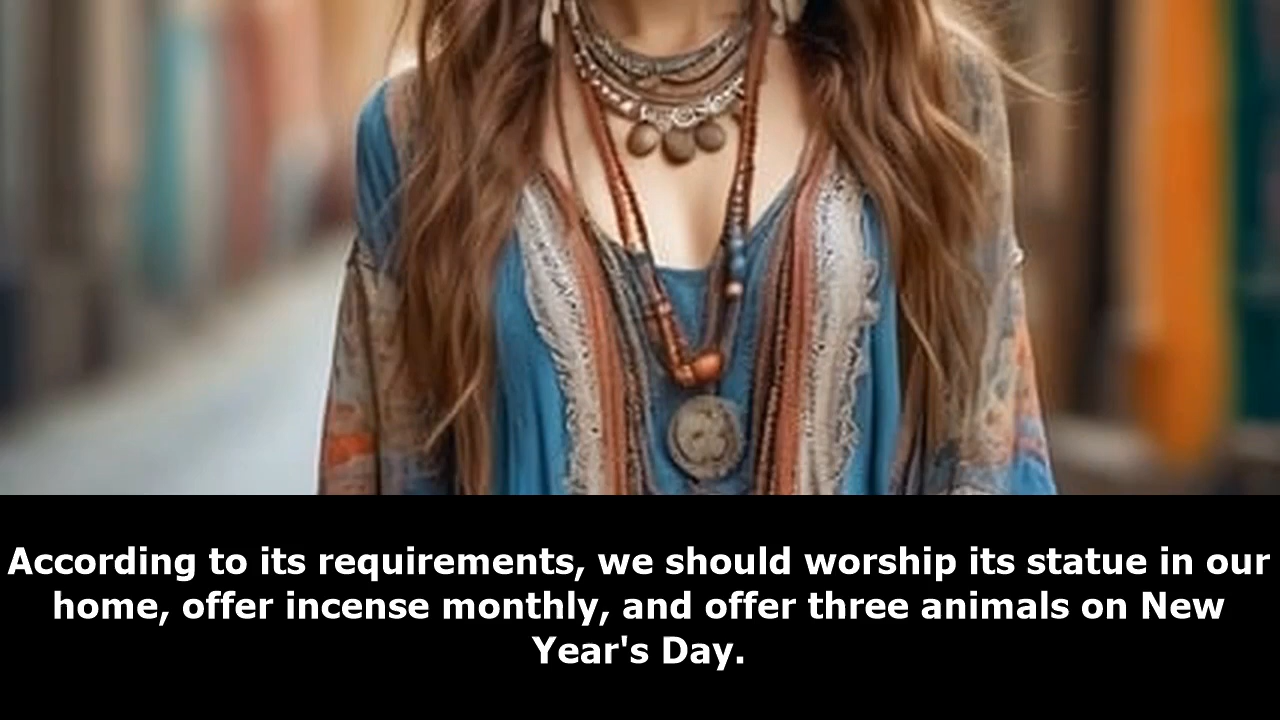 According to its requirements, we should worship its statue in our
home, offer incense monthly, and offer three animals on New
Year's Day.